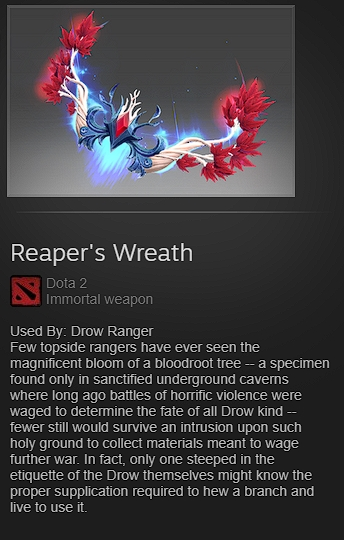 Reaper's Wreath
Dota 2
Immortal weapon
Used By: Drow Ranger
Few topside rangers have ever seen the
magnificent bloom of a bloodroot tree -- a specimen
found only in sanctified underground caverns
where long ago battles of horrific violence were
waged to determine the fate of all Drow kind --
fewer still would survive an intrusion upon such
holy ground to collect materials meant to wage
further war. In fact, only one steeped in the
etiquette of the Drow themselves might know the
proper supplication required to hew a branch and
live to use it.